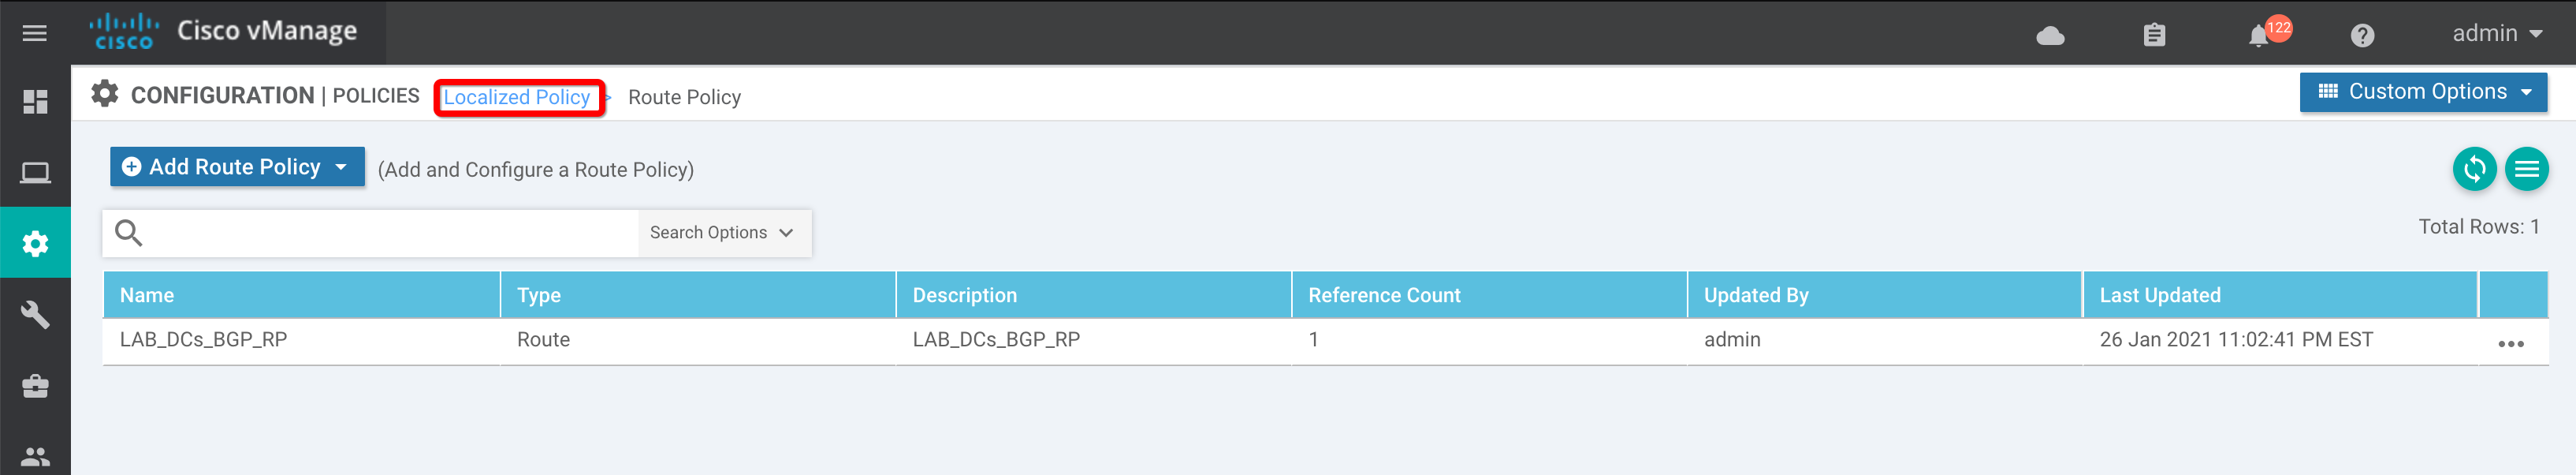 CISCO Cisco vManage 122 admin
CONFIGURATION | POLICIES Localized Policy > Route Policy Custom Options
Add Route Policy (Add and Configure a Route Policy)
Search Options
Total Rows: 1
Name Type Description Reference Count Updated By Last Updated
LAB_DCs_BGP_RP Route LAB_DCs_BGP_RP 1 admin 26 Jan 2021 11:02:41 PM EST